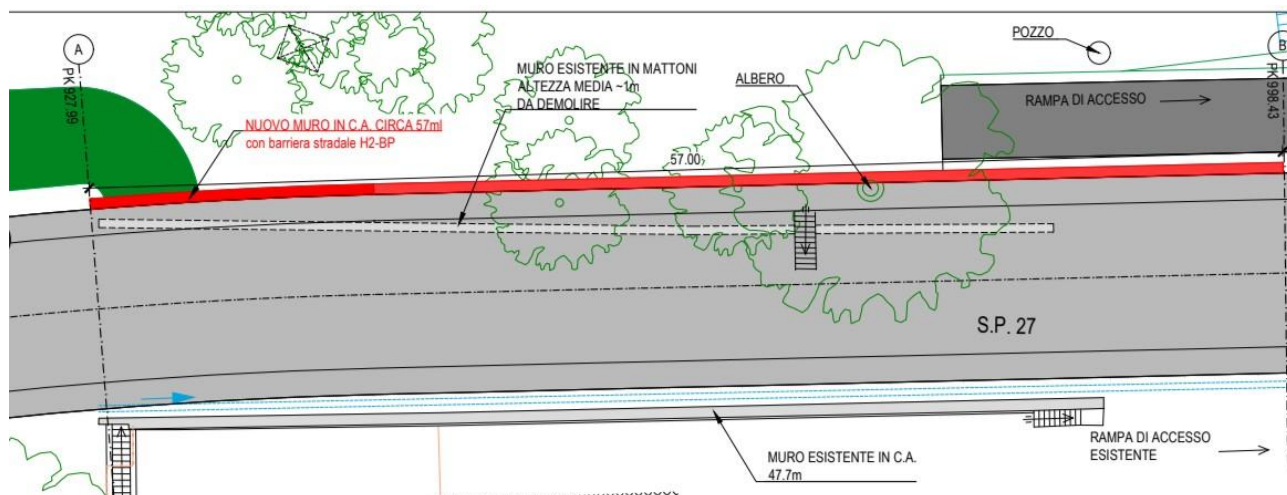 A
PK 927.99
NUOVO MURO IN C.A. CIRCA 57ml
con barriera stradale H2-BP
MURO ESISTENTE IN MATTONI
ALTEZZA MEDIA ~1m
DA DEMOLIRE
57.00
ALBERO
POZZO
RAMPA DI ACCESSO
B
PK 998.43
S.P. 27
MURO ESISTENTE IN C.A.
47.7m
RAMPA DI ACCESSO
ESISTENTE